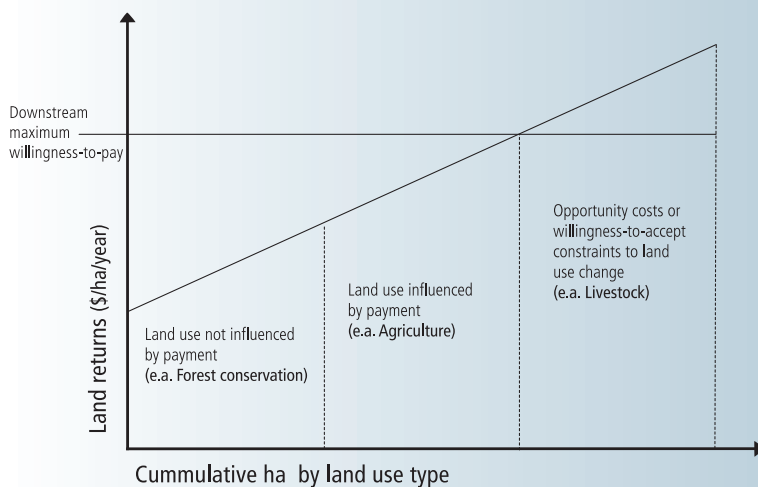 Downstream
maximum
willingness-to-pay
Land returns ($/ha/year)
Land use not influenced
by payment
(e.a. Forest conservation)
Land use influenced
by payment
(e.a. Agriculture)
Opportunity costs or
willingness-to-accept
constraints to land
use change
(e.a. Livestock)
Cummulative ha by land use type